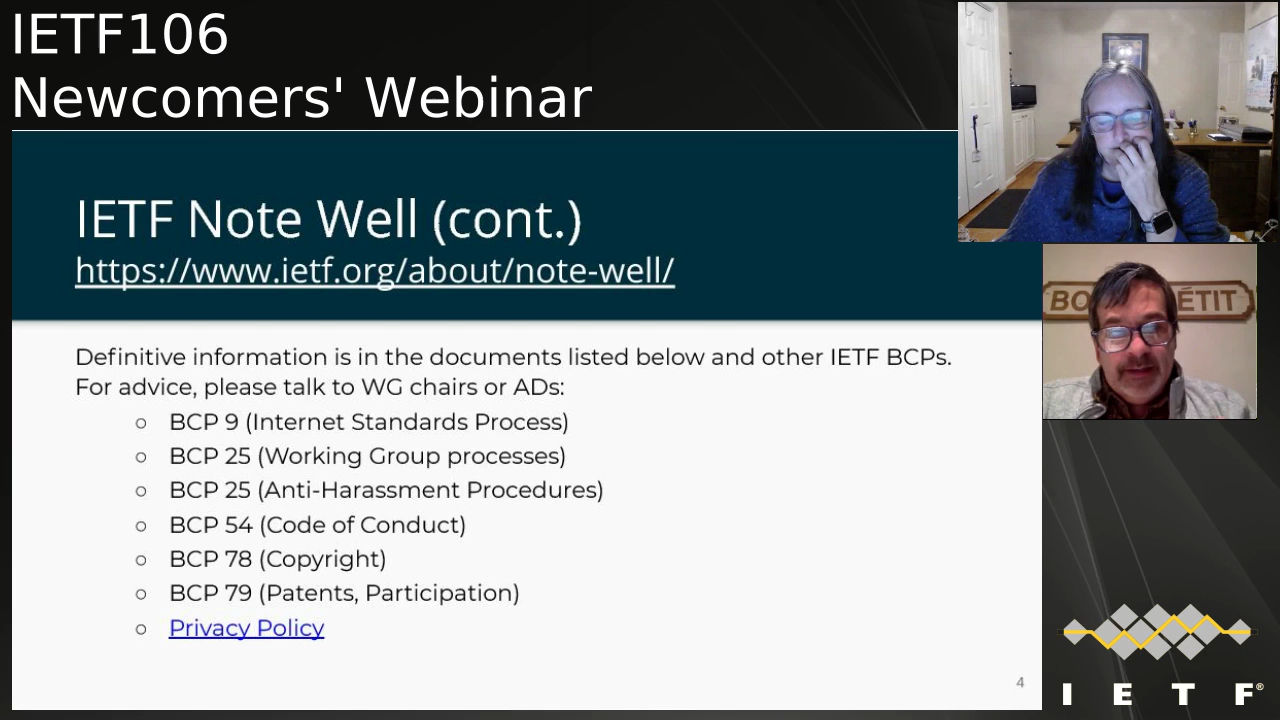 IETF106
Newcomers' Webinar
IETF Note Well (cont.)
https://www.ietf.org/about/note-well/
Definitive information is in the documents listed below and other IETF BCPs.
For advice, please talk to WG chairs or ADs:
○ BCP 9 (Internet Standards Process)
○ BCP 25 (Working Group processes)
○ BCP 25 (Anti-Harassment Procedures)
○ BCP 54 (Code of Conduct)
○ BCP 78 (Copyright)
○ BCP 79 (Patents, Participation)
○ Privacy Policy
4
BO ÉTIT
I E T F®